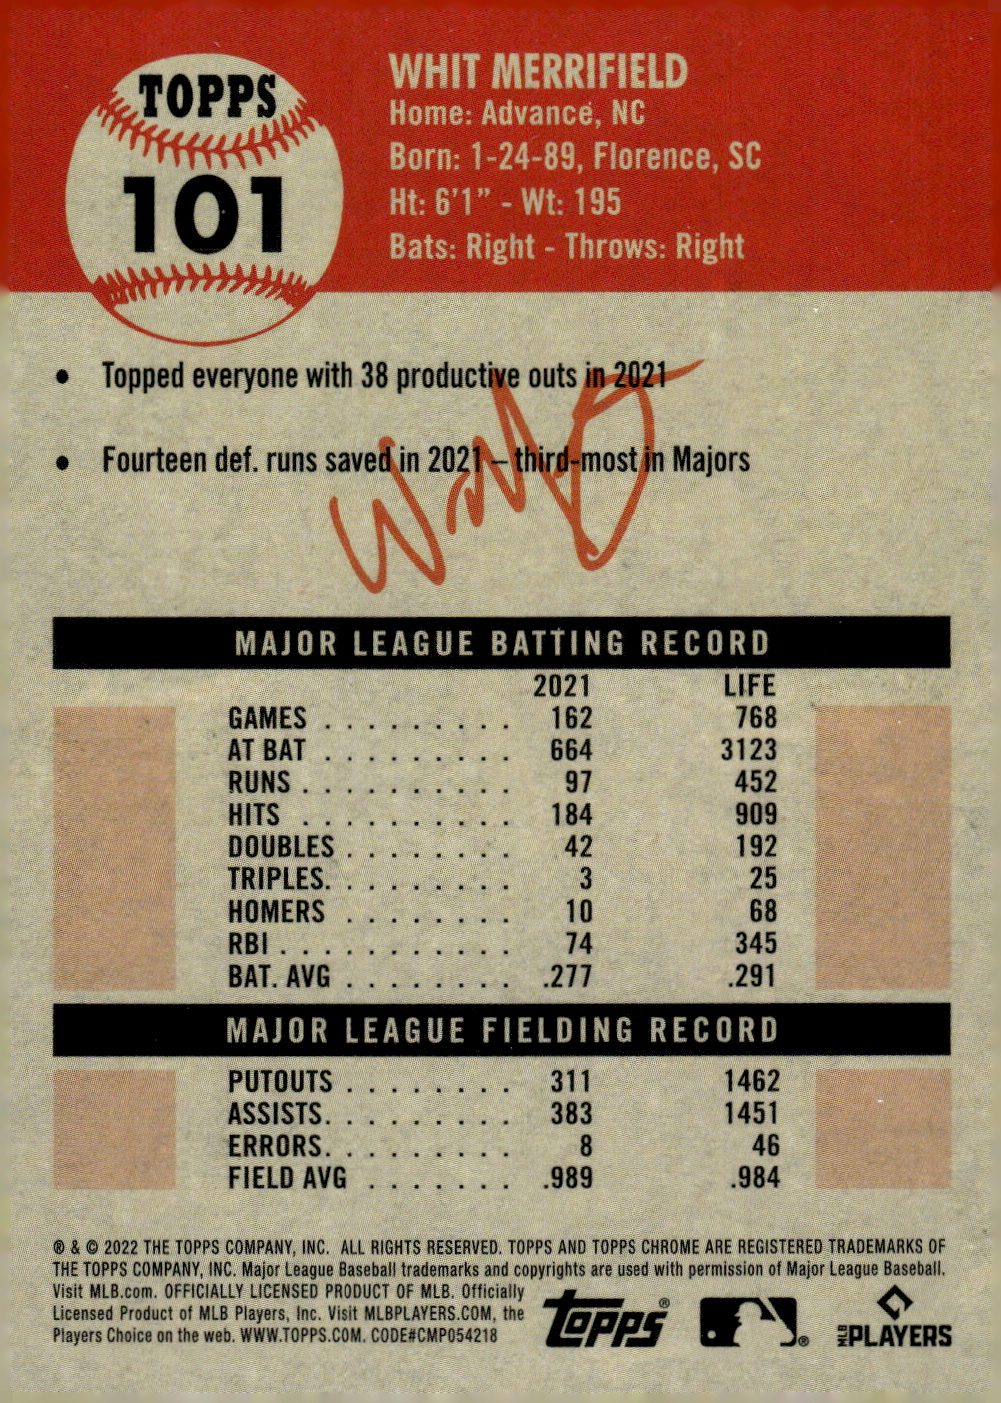 TOPPS
101
WHIT MERRIFIELD
Home: Advance, NC
Born: 1-24-89, Florence, SC
Ht: 6'1" - Wt: 195
Bats: Right - Throws: Right
• Topped everyone with 38 productive outs in 2021
• Fourteen def. runs saved in 2021 – third-most in Majors
MAJOR LEAGUE BATTING RECORD
2021 LIFE
GAMES . . . . . . . . . 162 768
AT BAT . . . . . . . . . 664 3123
RUNS . . . . . . . . . . 97 452
HITS . . . . . . . . . . 184 909
DOUBLES . . . . . . . . 42 192
TRIPLES. . . . . . . . . 3 25
HOMERS . . . . . . . . 10 68
RBI . . . . . . . . . . . 74 345
BAT. AVG . . . . . . . . .277 .291
MAJOR LEAGUE FIELDING RECORD
PUTOUTS . . . . . . . . 311 1462
ASSISTS. . . . . . . . . 383 1451
ERRORS. . . . . . . . . 8 46
FIELD AVG . . . . . . . .989 .984
® & © 2022 THE TOPPS COMPANY, INC. ALL RIGHTS RESERVED. TOPPS AND TOPPS CHROME ARE REGISTERED TRADEMARKS OF
THE TOPPS COMPANY, INC. Major League Baseball trademarks and copyrights are used with permission of Major League Baseball.
Visit MLB.com. OFFICIALLY LICENSED PRODUCT OF MLB. Officially
Licensed Product of MLB Players, Inc. Visit MLBPLAYERS.COM, the
Players Choice on the web. WWW.TOPPS.COM. CODE#CMP054218
Topps ®
®
MLB PLAYERS